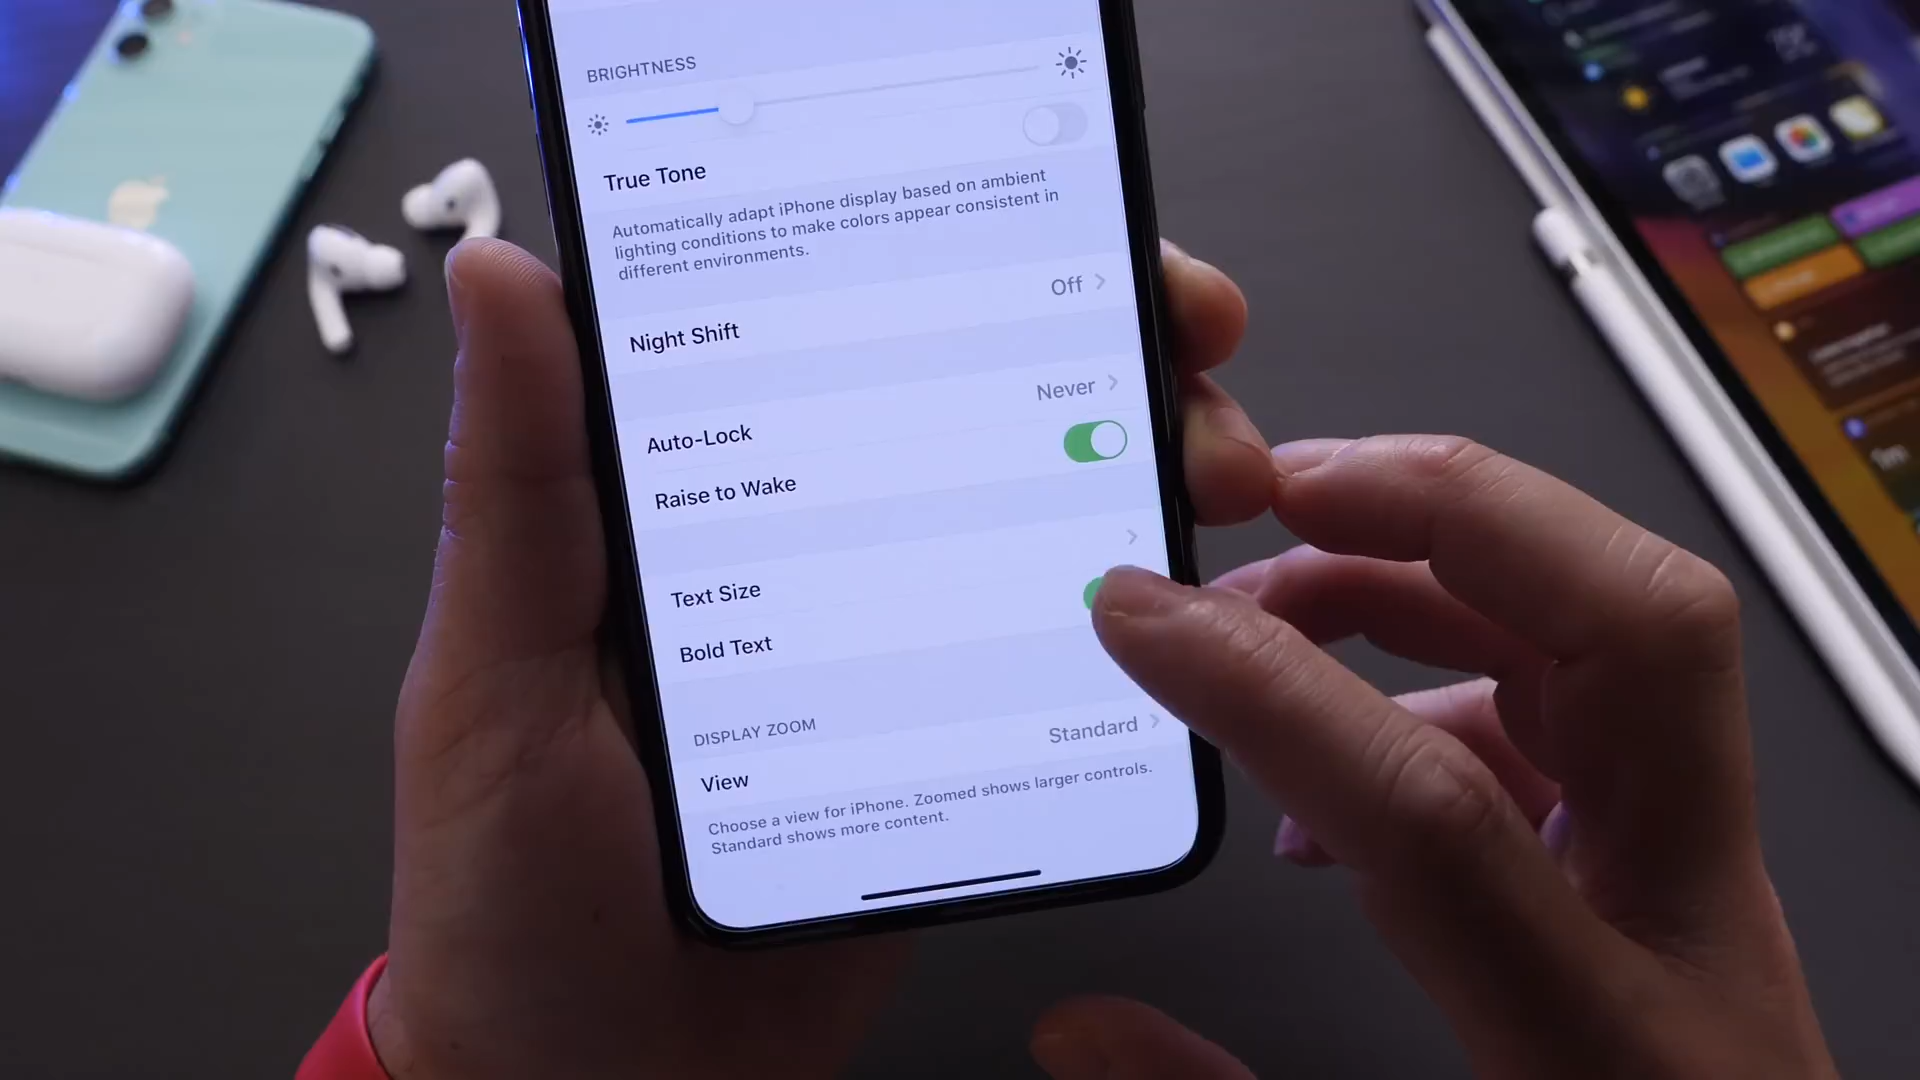 BRIGHTNESS
True Tone
Automatically adapt iPhone display based on ambient
lighting conditions to make colors appear consistent in
different environments.
Night Shift Off
Auto-Lock Never
Raise to Wake
Text Size
Bold Text
DISPLAY ZOOM
View Standard
Choose a view for iPhone. Zoomed shows larger controls.
Standard shows more content.